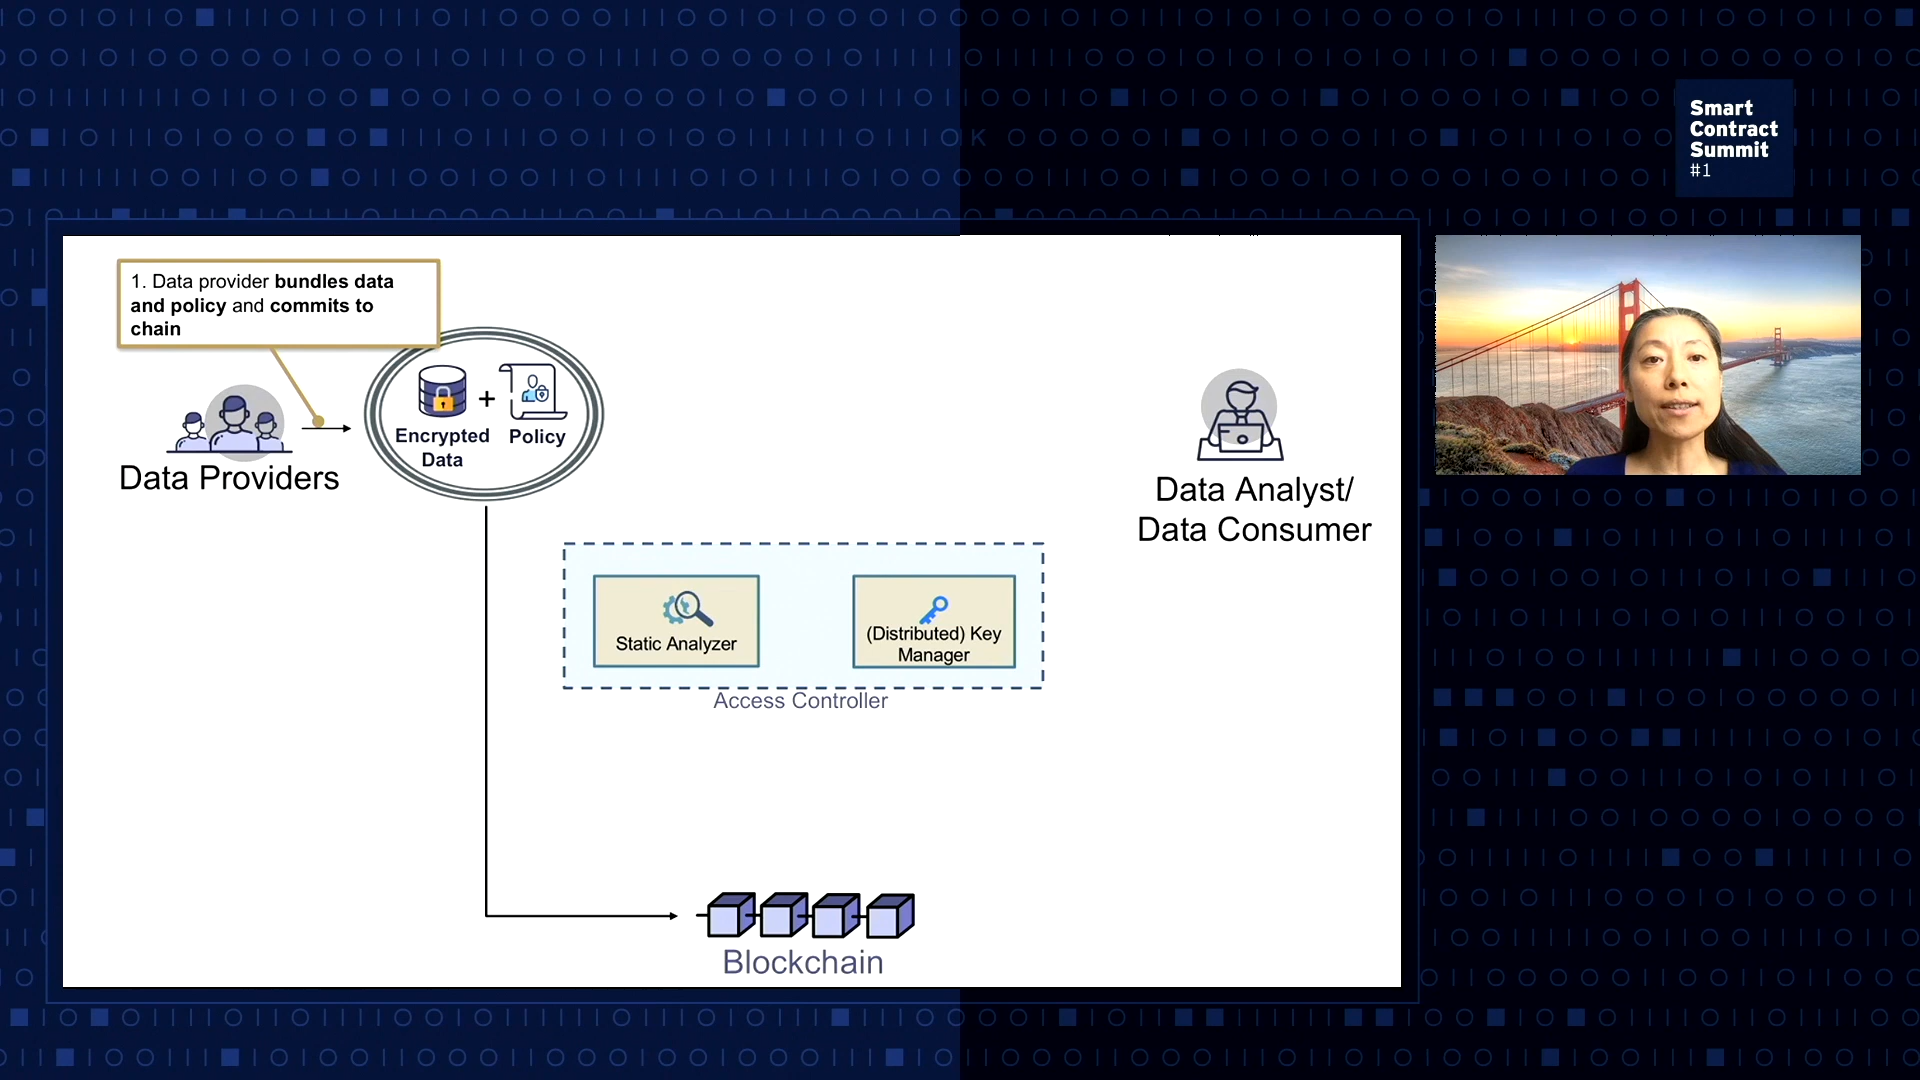 Smart
Contract
Summit
#1
1. Data provider bundles data
and policy and commits to
chain
+
Encrypted
Data
Policy
Data Providers
Data Analyst/
Data Consumer
Static Analyzer
(Distributed) Key
Manager
Access Controller
Blockchain